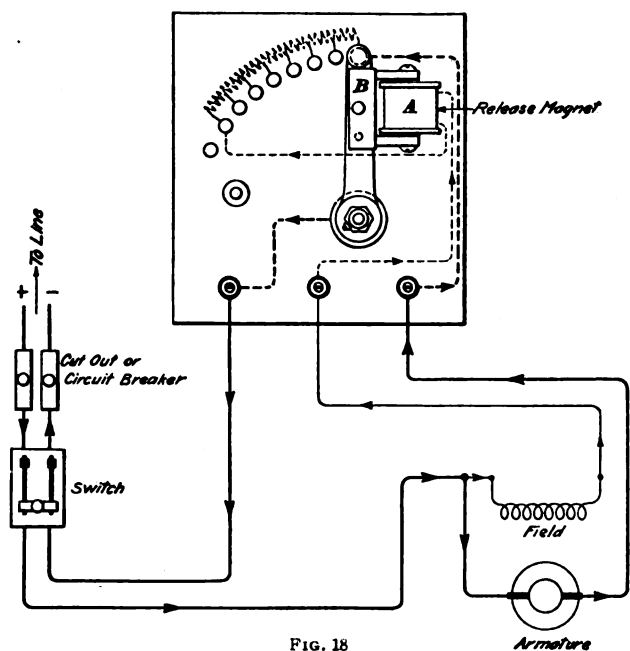 B
A
Release Magnet
To Line
+ -
Cut Out or
Circuit Breaker
Switch
Field
Armature
FIG. 18